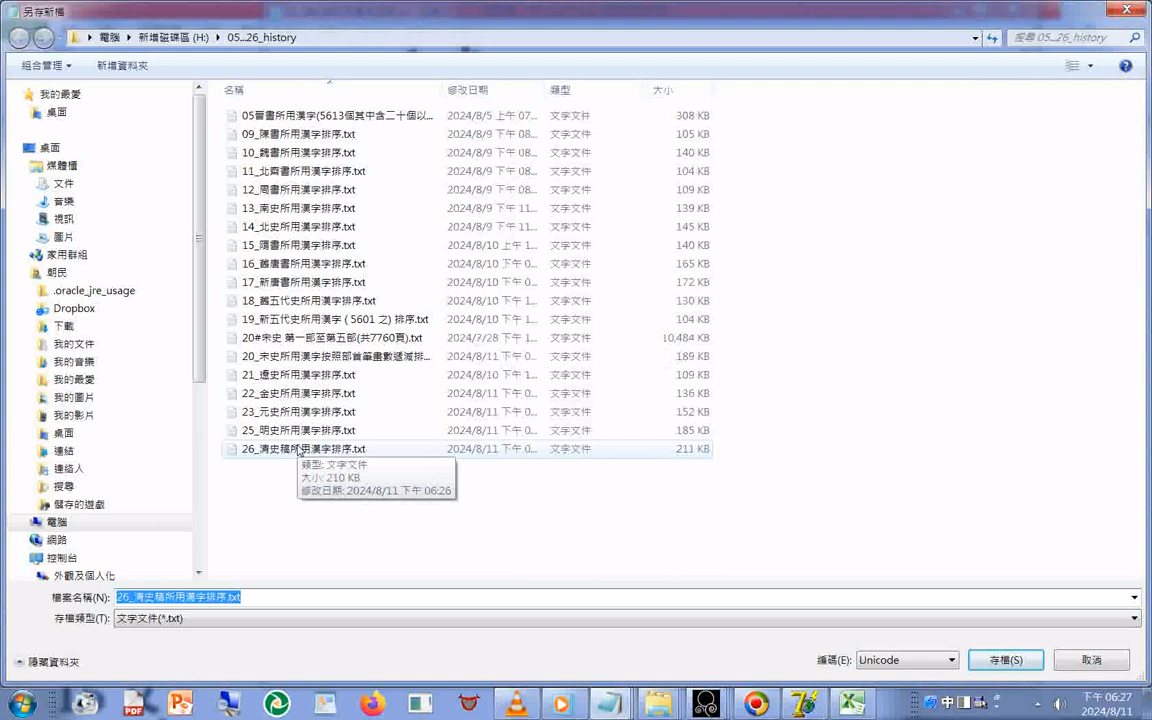 另存新檔
電腦 ▸ 新增磁碟區 (H:) ▸ 05...26_history
搜尋 05...26_history
組合管理 新增資料夾
我的最愛
桌面
桌面
媒體櫃
文件
音樂
視訊
圖片
家用群組
朝民
.oracle_jre_usage
Dropbox
下載
我的文件
我的音樂
我的最愛
我的圖片
我的影片
桌面
連結
連絡人
搜尋
儲存的遊戲
電腦
網路
控制台
外觀及個人化
名稱 修改日期 類型 大小
05晉書所用漢字(5613個其中含二十個以... 2024/8/5 上午 07... 文字文件 308 KB
09_陳書所用漢字排序.txt 2024/8/9 下午 08... 文字文件 105 KB
10_魏書所用漢字排序.txt 2024/8/9 下午 08... 文字文件 140 KB
11_北齊書所用漢字排序.txt 2024/8/9 下午 08... 文字文件 104 KB
12_周書所用漢字排序.txt 2024/8/9 下午 08... 文字文件 109 KB
13_南史所用漢字排序.txt 2024/8/9 下午 11... 文字文件 139 KB
14_北史所用漢字排序.txt 2024/8/9 下午 11... 文字文件 145 KB
15_隋書所用漢字排序.txt 2024/8/10 上午 1... 文字文件 140 KB
16_舊唐書所用漢字排序.txt 2024/8/10 下午 0... 文字文件 165 KB
17_新唐書所用漢字排序.txt 2024/8/10 下午 0... 文字文件 172 KB
18_舊五代史所用漢字排序.txt 2024/8/10 下午 1... 文字文件 130 KB
19_新五代史所用漢字 ( 5601 之) 排序.txt 2024/8/10 下午 1... 文字文件 104 KB
20#宋史 第一部至第五部(共7760頁).txt 2024/7/28 下午 1... 文字文件 10,484 KB
20_宋史所用漢字按照部首筆畫數遞減排... 2024/8/11 下午 0... 文字文件 189 KB
21_遼史所用漢字排序.txt 2024/8/10 下午 1... 文字文件 109 KB
22_金史所用漢字排序.txt 2024/8/11 下午 0... 文字文件 136 KB
23_元史所用漢字排序.txt 2024/8/11 下午 0... 文字文件 152 KB
25_明史所用漢字排序.txt 2024/8/11 下午 0... 文字文件 185 KB
26_清史稿所用漢字排序.txt 2024/8/11 下午 0... 文字文件 211 KB
類型: 文字文件
大小: 210 KB
修改日期: 2024/8/11 下午 06:26
檔案名稱(N): 26_清史稿所用漢字排序.txt
存檔類型(T): 文字文件(*.txt)
隱藏資料夾 編碼(E): Unicode 存檔(S) 取消
中
下午 06:27
2024/8/11